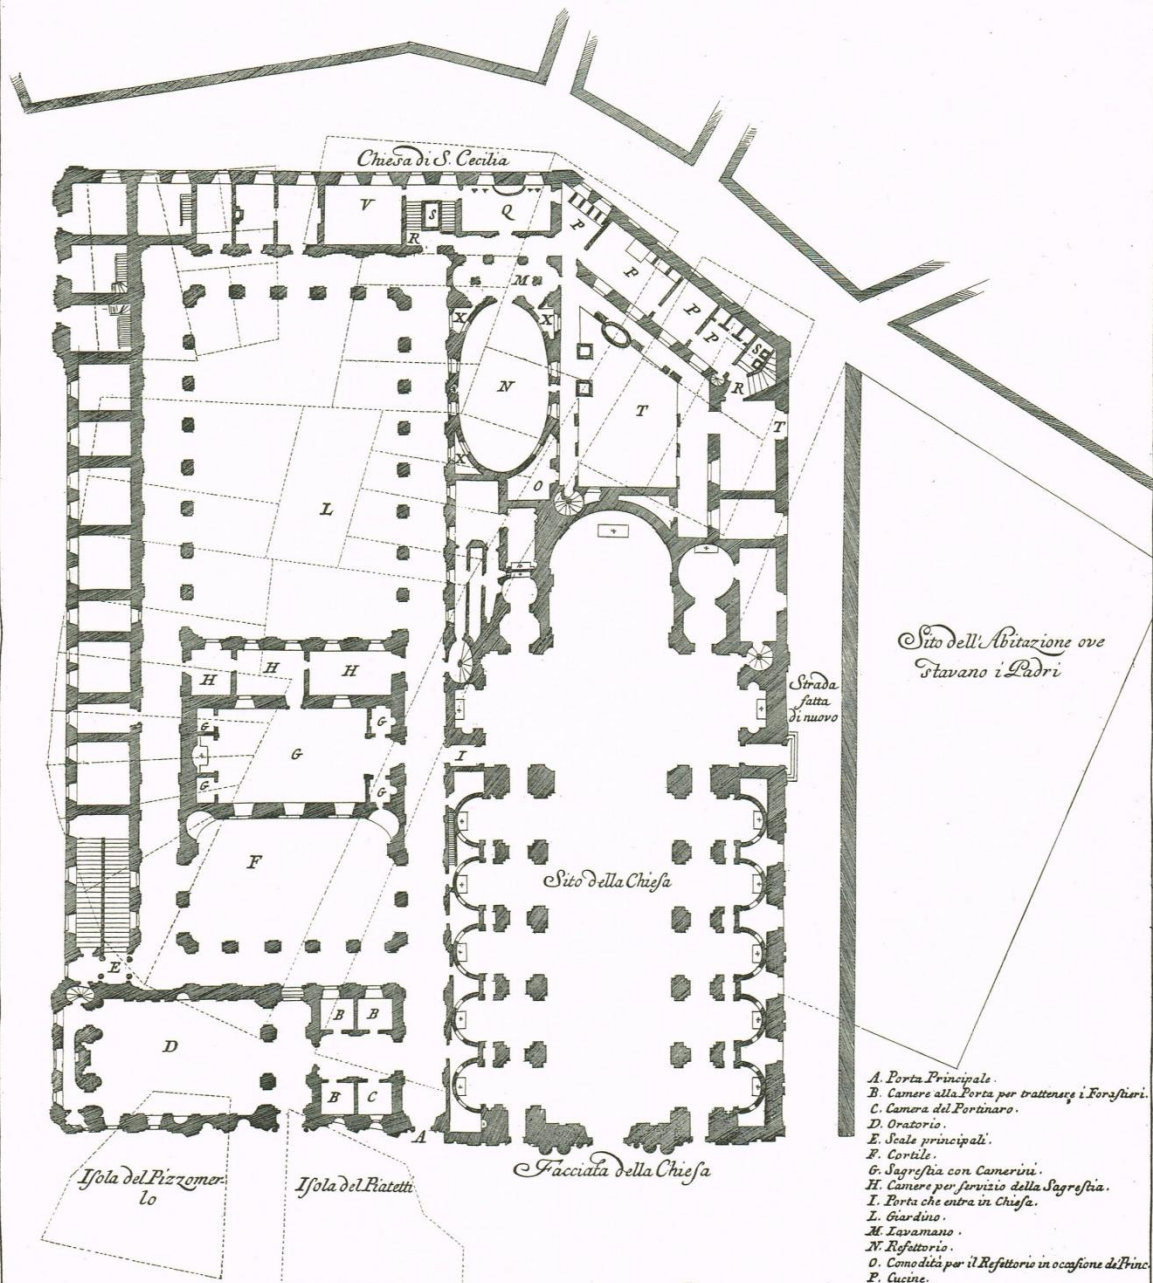 Chiesa di S. Cecilia
V
S
Q
R
P
M
P
X
X
P
P
S
N
R
T
T
X
O
L
Sito dell'Abitazione ove
stavano i Padri
H
H
H
Strada
fatta
di nuovo
G
G
G
I
G
G
F
Sito della Chiesa
E
B
B
D
B
C
A
Facciata della Chiesa
Isola del Pizzomer-
lo
Isola del Piatetti
A. Porta Principale.
B. Camere alla Porta per trattenere i Forastieri.
C. Camera del Portinaro.
D. Oratorio.
E. Scale principali.
F. Cortile.
G. Sagrestia con Camerini.
H. Camere per servizio della Sagrestia.
I. Porta che entra in Chiesa.
L. Giardino.
M. Lavamano.
N. Refettorio.
O. Comodità per il Refettorio in occasione de Princ.
P. Cucine.